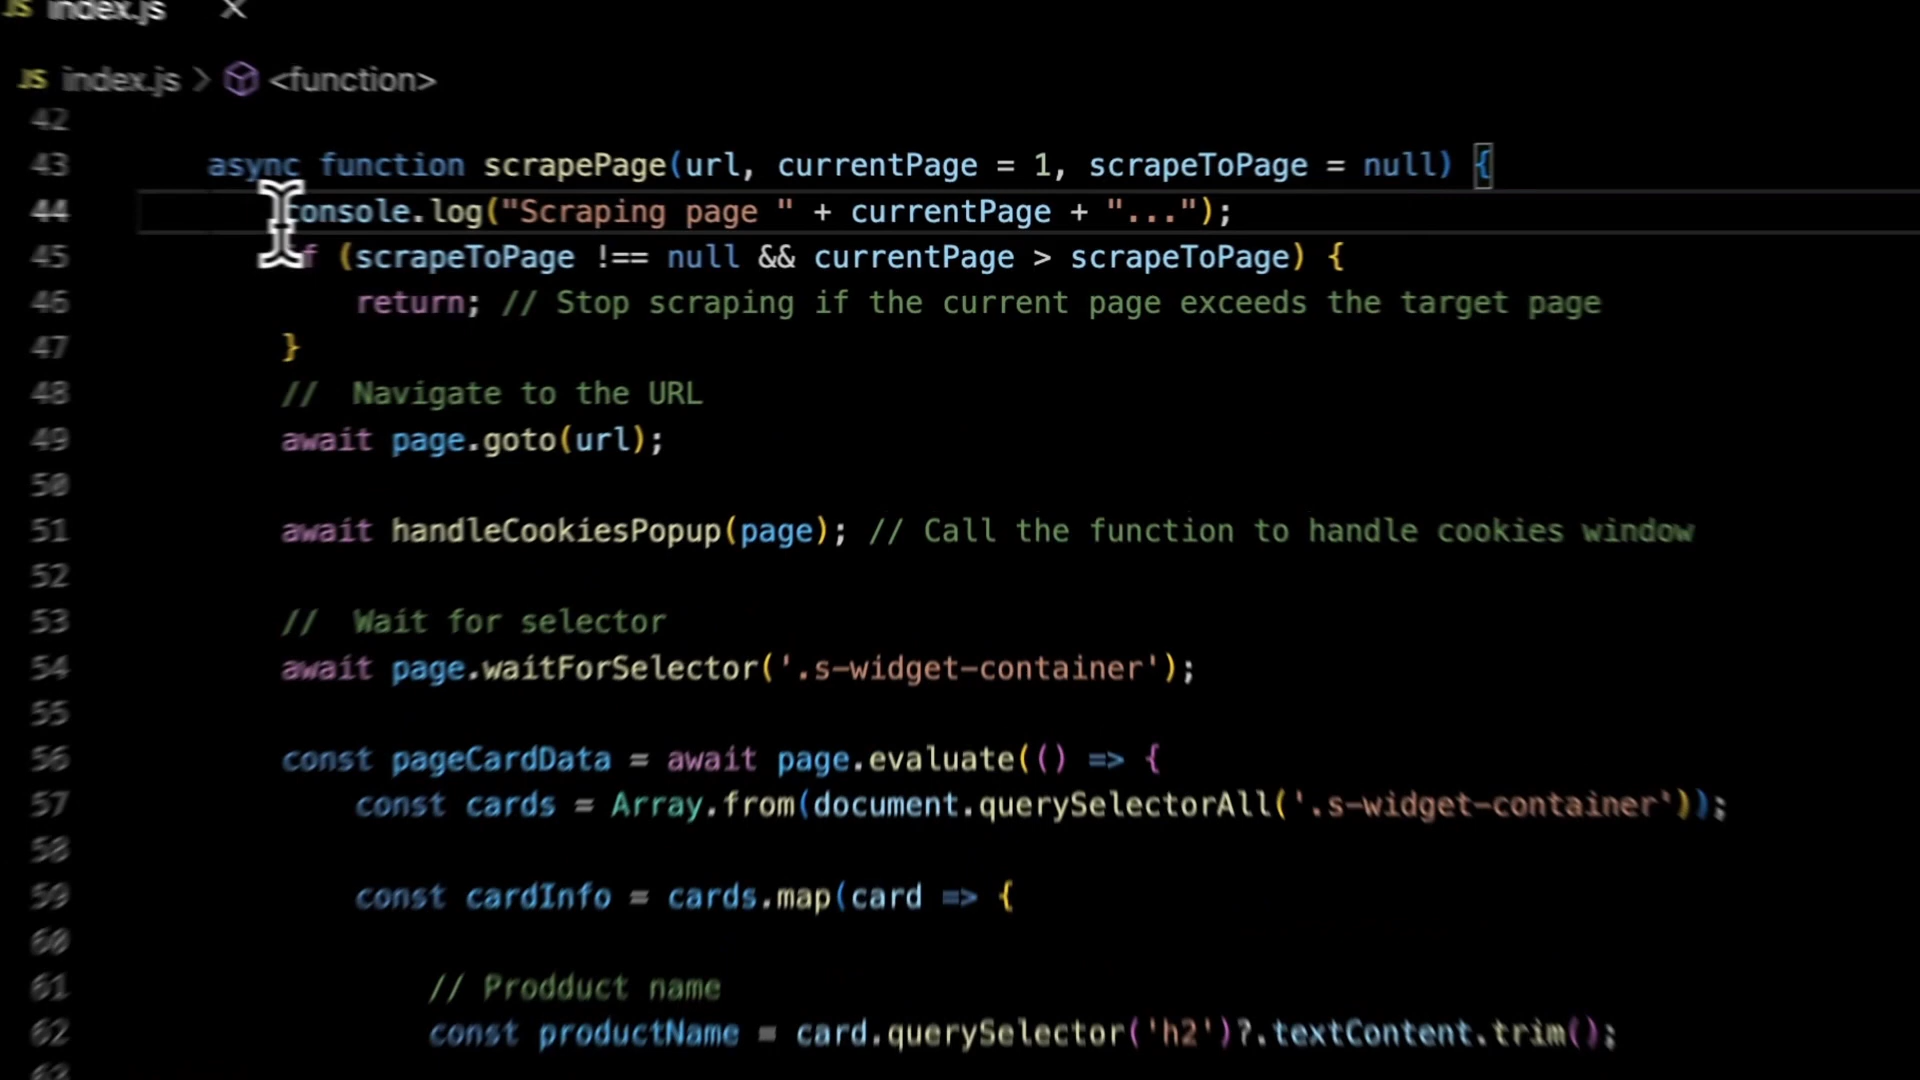 JS index.js ×
JS index.js > <function>
42
43 async function scrapePage(url, currentPage = 1, scrapeToPage = null) {
44 console.log("Scraping page " + currentPage + "...");
45 if (scrapeToPage !== null && currentPage > scrapeToPage) {
46 return; // Stop scraping if the current page exceeds the target page
47 }
48 //  Navigate to the URL
49 await page.goto(url);
50
51 await handleCookiesPopup(page); // Call the function to handle cookies window
52
53 //  Wait for selector
54 await page.waitForSelector('.s-widget-container');
55
56 const pageCardData = await page.evaluate(() => {
57 const cards = Array.from(document.querySelectorAll('.s-widget-container'));
58
59 const cardInfo = cards.map(card => {
60
61 // Prodduct name
62 const productName = card.querySelector('h2')?.textContent.trim();
63